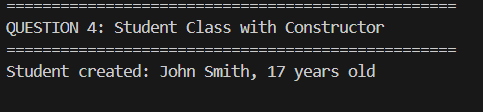 ==================================================
QUESTION 4: Student Class with Constructor
==================================================
Student created: John Smith, 17 years old